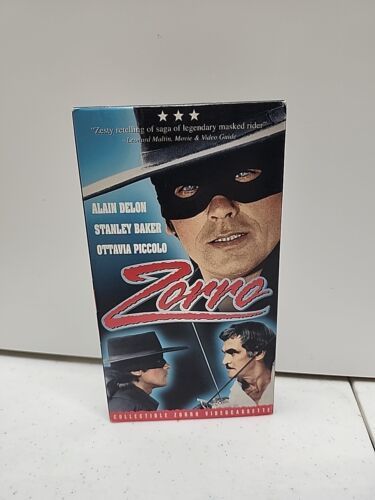 ★★★
"Zesty retelling of saga of legendary masked rider"
- Leonard Maltin, Movie & Video Guide
ALAIN DELON
STANLEY BAKER
OTTAVIA PICCOLO
Zorro
COLLECTIBLE ZORRO VIDEOCASSETTE